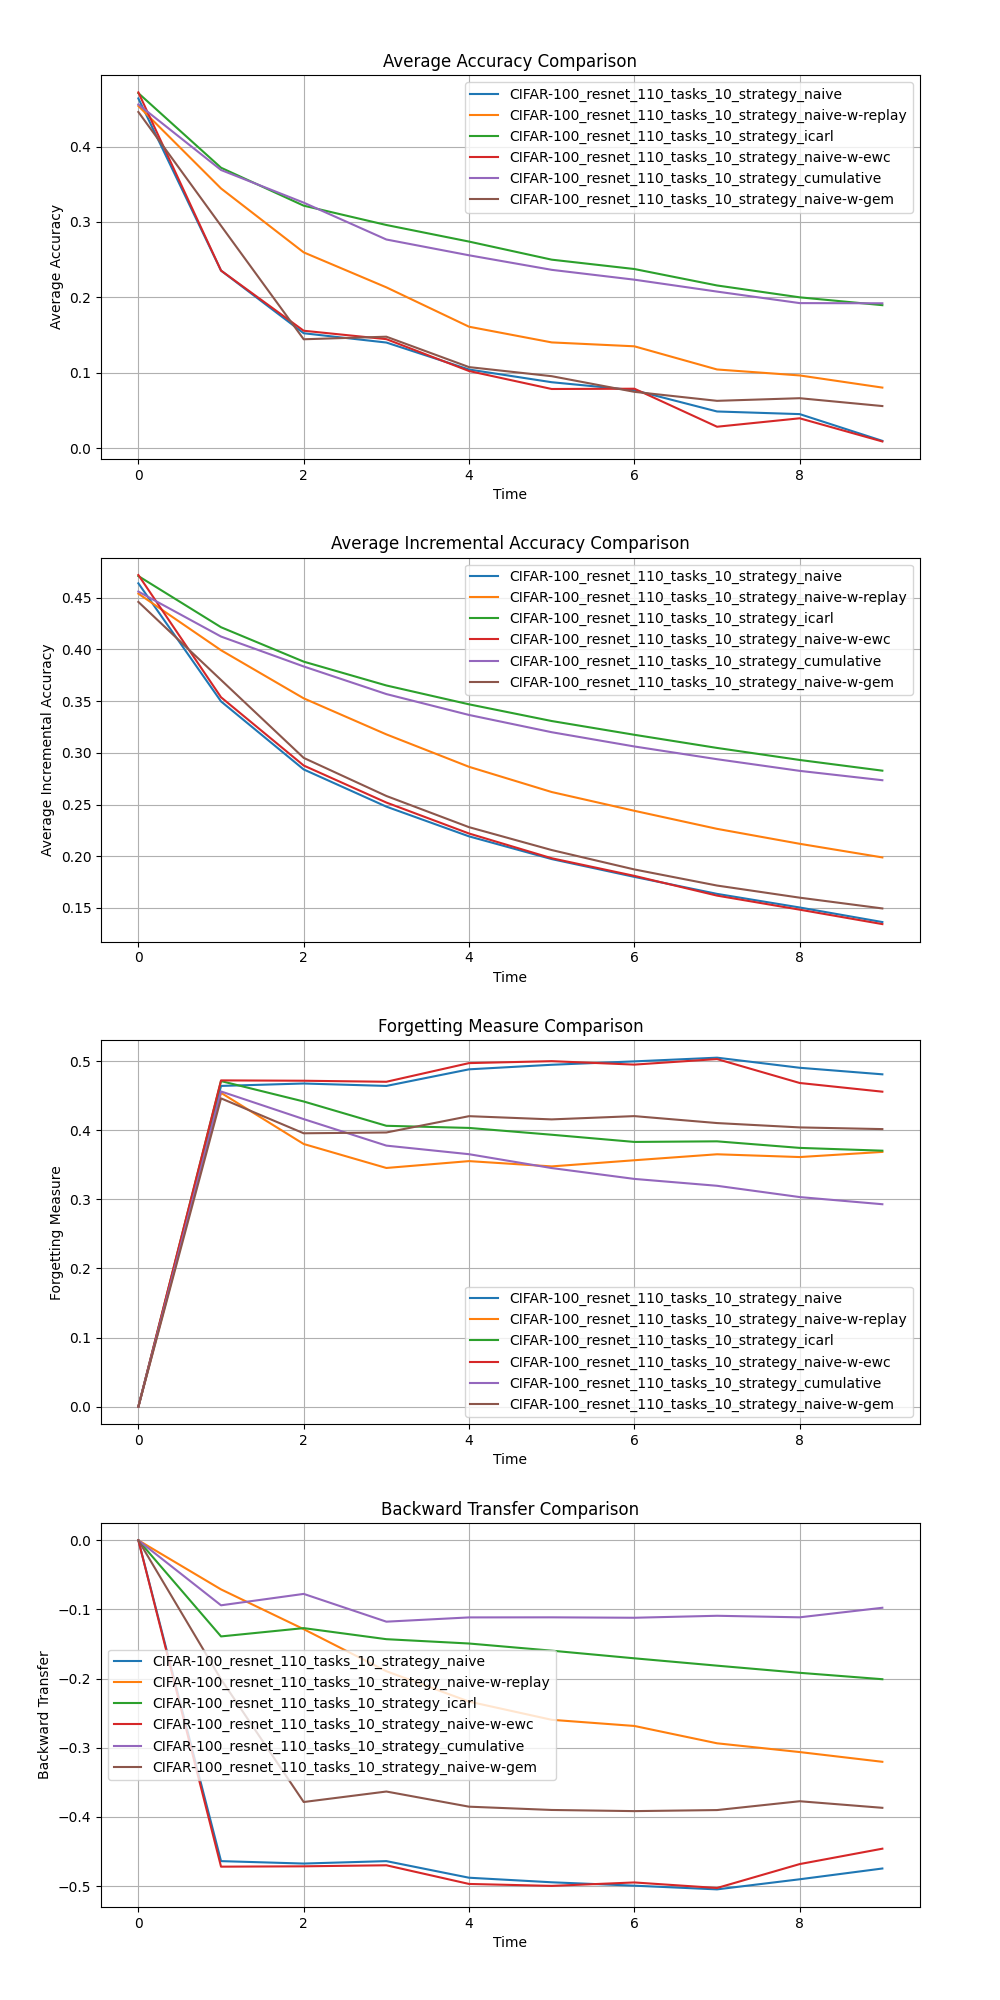 Average Accuracy Comparison
CIFAR-100_resnet_110_tasks_10_strategy_naive
CIFAR-100_resnet_110_tasks_10_strategy_naive-w-replay
CIFAR-100_resnet_110_tasks_10_strategy_icarl
CIFAR-100_resnet_110_tasks_10_strategy_naive-w-ewc
CIFAR-100_resnet_110_tasks_10_strategy_cumulative
CIFAR-100_resnet_110_tasks_10_strategy_naive-w-gem
Average Accuracy
0.4
0.3
0.2
0.1
0.0
0 2 4 6 8
Time
Average Incremental Accuracy Comparison
CIFAR-100_resnet_110_tasks_10_strategy_naive
CIFAR-100_resnet_110_tasks_10_strategy_naive-w-replay
CIFAR-100_resnet_110_tasks_10_strategy_icarl
CIFAR-100_resnet_110_tasks_10_strategy_naive-w-ewc
CIFAR-100_resnet_110_tasks_10_strategy_cumulative
CIFAR-100_resnet_110_tasks_10_strategy_naive-w-gem
Average Incremental Accuracy
0.45
0.40
0.35
0.30
0.25
0.20
0.15
0 2 4 6 8
Time
Forgetting Measure Comparison
Forgetting Measure
0.5
0.4
0.3
0.2
0.1
0.0
CIFAR-100_resnet_110_tasks_10_strategy_naive
CIFAR-100_resnet_110_tasks_10_strategy_naive-w-replay
CIFAR-100_resnet_110_tasks_10_strategy_icarl
CIFAR-100_resnet_110_tasks_10_strategy_naive-w-ewc
CIFAR-100_resnet_110_tasks_10_strategy_cumulative
CIFAR-100_resnet_110_tasks_10_strategy_naive-w-gem
0 2 4 6 8
Time
Backward Transfer Comparison
Backward Transfer
0.0
−0.1
−0.2
−0.3
−0.4
−0.5
CIFAR-100_resnet_110_tasks_10_strategy_naive
CIFAR-100_resnet_110_tasks_10_strategy_naive-w-replay
CIFAR-100_resnet_110_tasks_10_strategy_icarl
CIFAR-100_resnet_110_tasks_10_strategy_naive-w-ewc
CIFAR-100_resnet_110_tasks_10_strategy_cumulative
CIFAR-100_resnet_110_tasks_10_strategy_naive-w-gem
0 2 4 6 8
Time